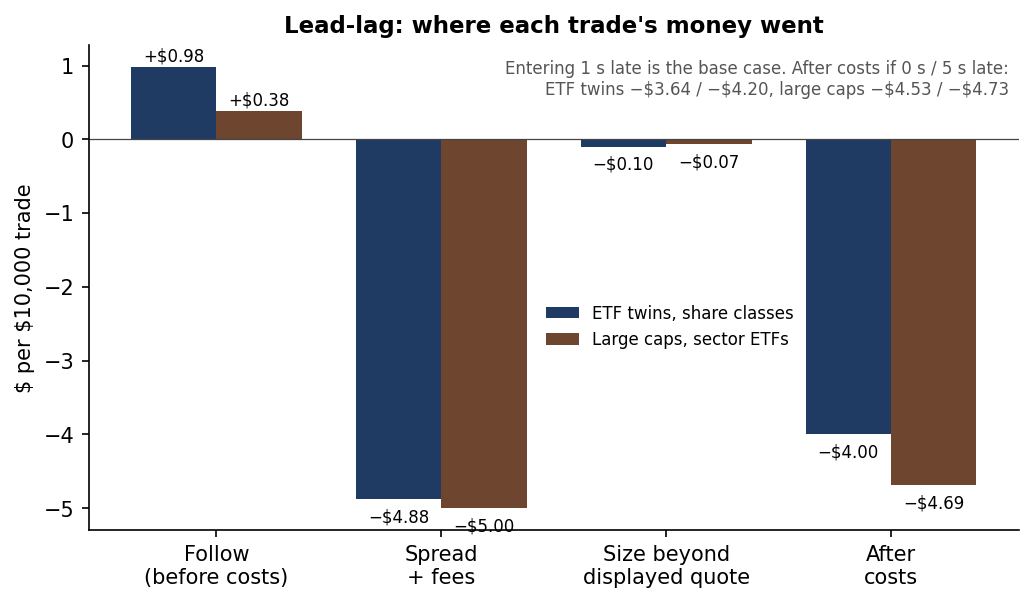 Lead-lag: where each trade's money went
Entering 1 s late is the base case. After costs if 0 s / 5 s late:
ETF twins −$3.64 / −$4.20, large caps −$4.53 / −$4.73
$ per $10,000 trade
1
0
−1
−2
−3
−4
−5
+$0.98
+$0.38
−$4.88
−$5.00
−$0.10
−$0.07
−$4.00
−$4.69
ETF twins, share classes
Large caps, sector ETFs
Follow
(before costs)
Spread
+ fees
Size beyond
displayed quote
After
costs